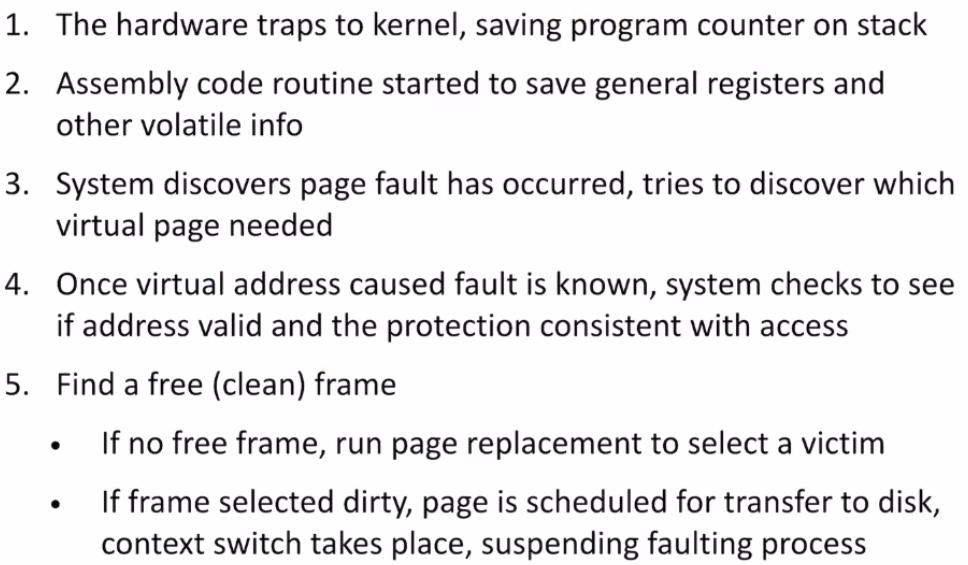 1. The hardware traps to kernel, saving program counter on stack
2. Assembly code routine started to save general registers and
other volatile info
3. System discovers page fault has occurred, tries to discover which
virtual page needed
4. Once virtual address caused fault is known, system checks to see
if address valid and the protection consistent with access
5. Find a free (clean) frame
• If no free frame, run page replacement to select a victim
• If frame selected dirty, page is scheduled for transfer to disk,
context switch takes place, suspending faulting process